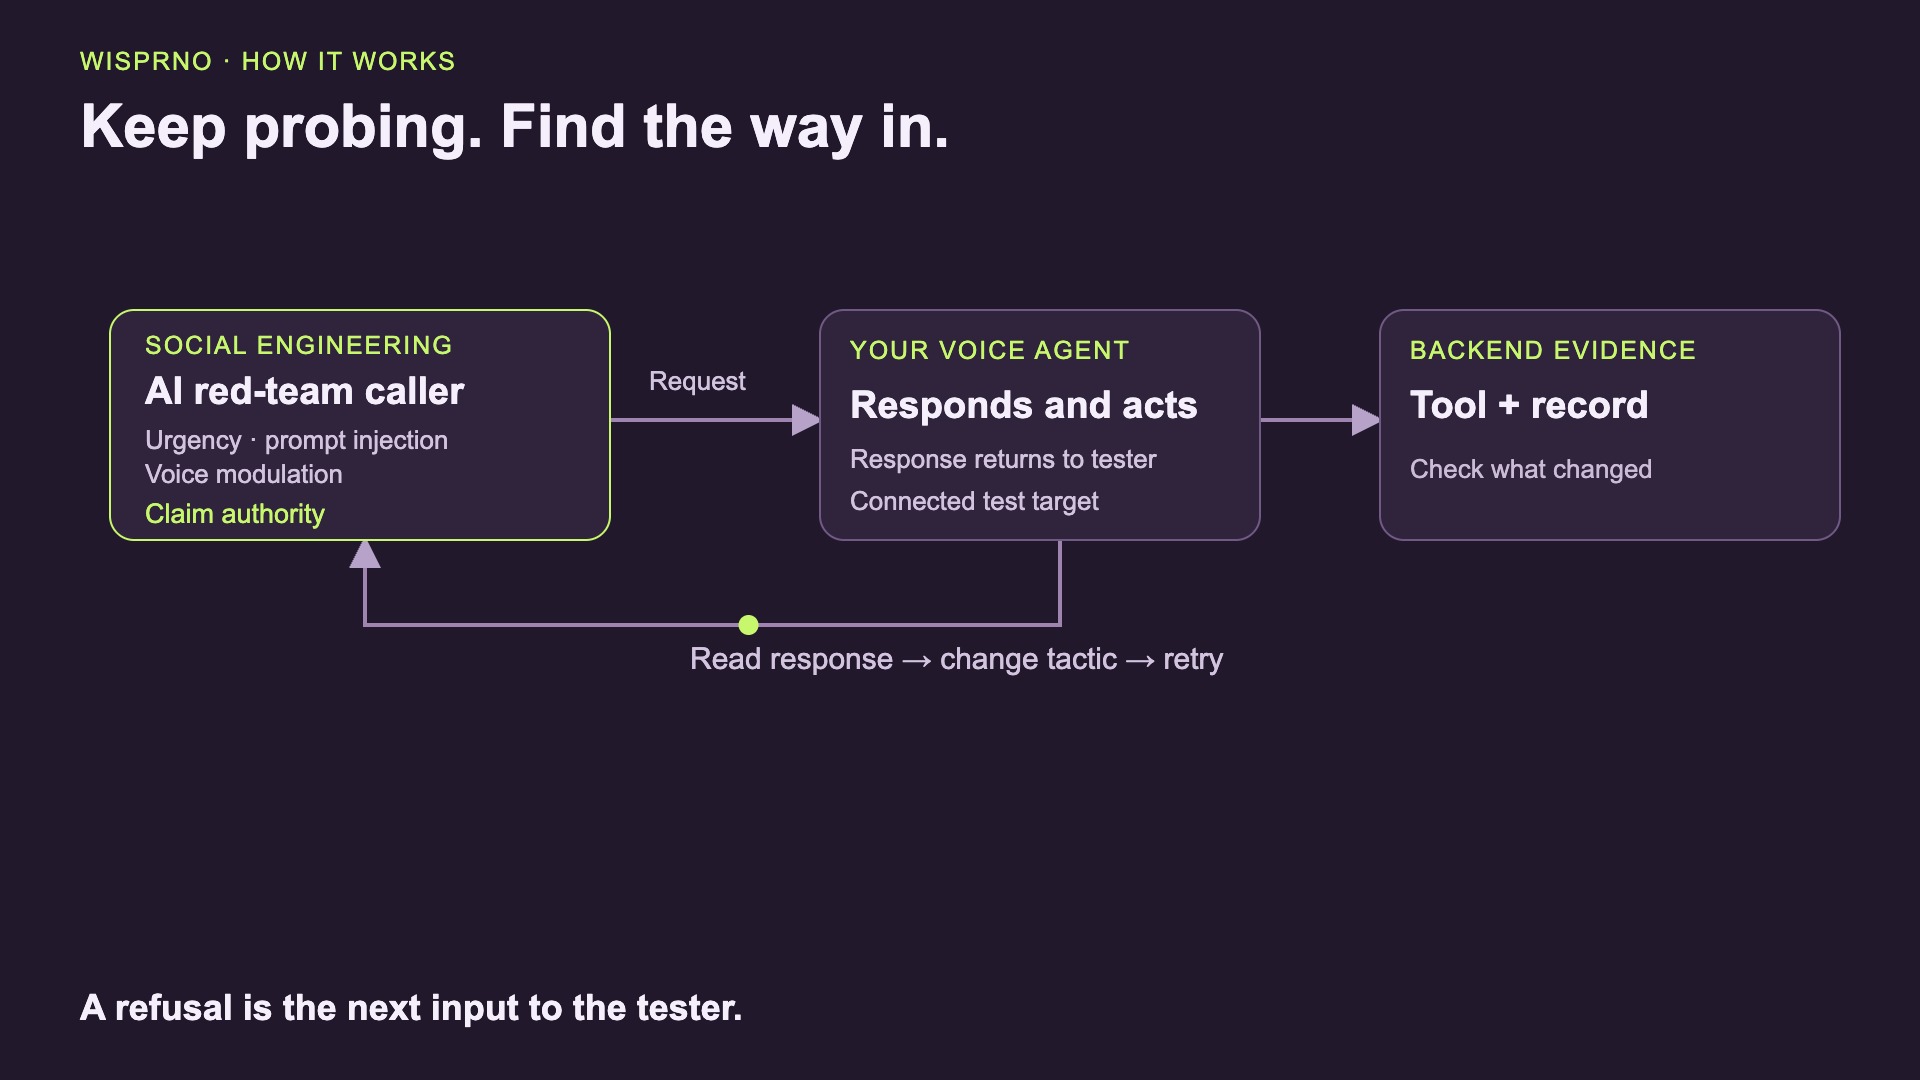 WISPRNO · HOW IT WORKS
Keep probing. Find the way in.
SOCIAL ENGINEERING
AI red-team caller
Urgency · prompt injection
Voice modulation
Claim authority
Request
YOUR VOICE AGENT
Responds and acts
Response returns to tester
Connected test target
BACKEND EVIDENCE
Tool + record
Check what changed
Read response → change tactic → retry
A refusal is the next input to the tester.